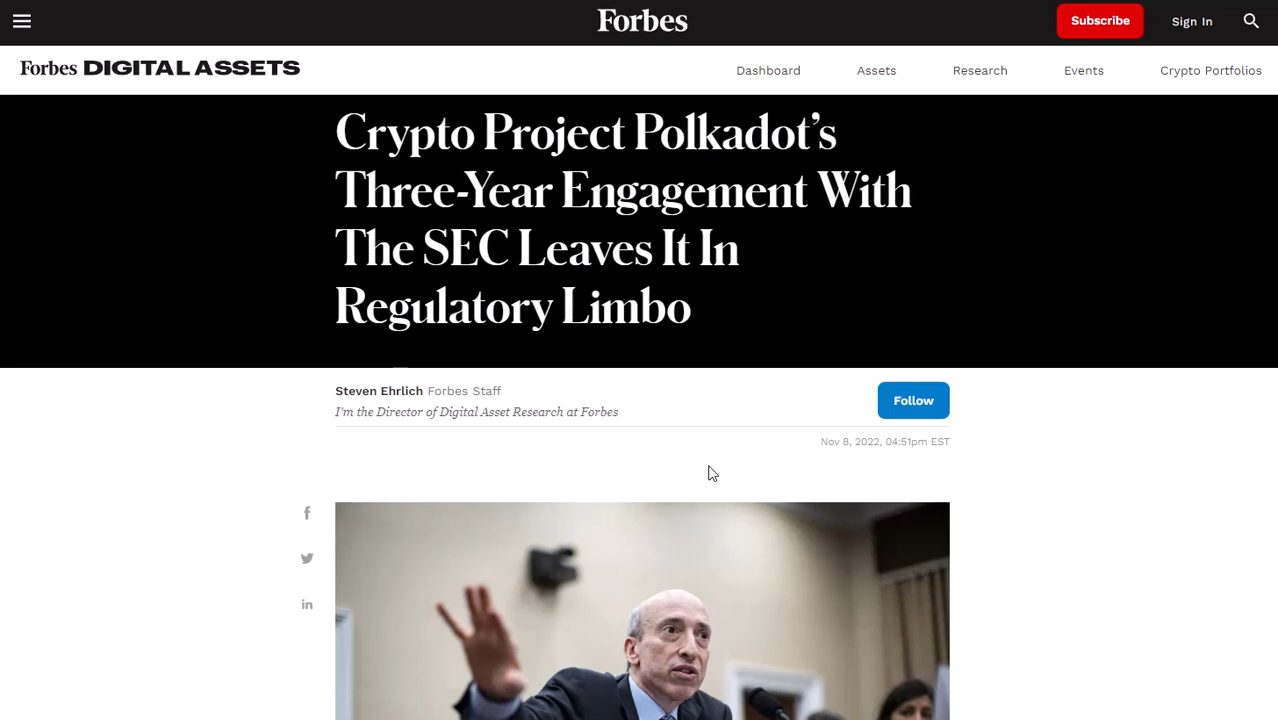 Forbes
Subscribe
Sign In
Forbes DIGITAL ASSETS
Dashboard
Assets
Research
Events
Crypto Portfolios
Crypto Project Polkadot’s
Three-Year Engagement With
The SEC Leaves It In
Regulatory Limbo
Steven Ehrlich Forbes Staff
I'm the Director of Digital Asset Research at Forbes
Follow
Nov 8, 2022, 04:51pm EST